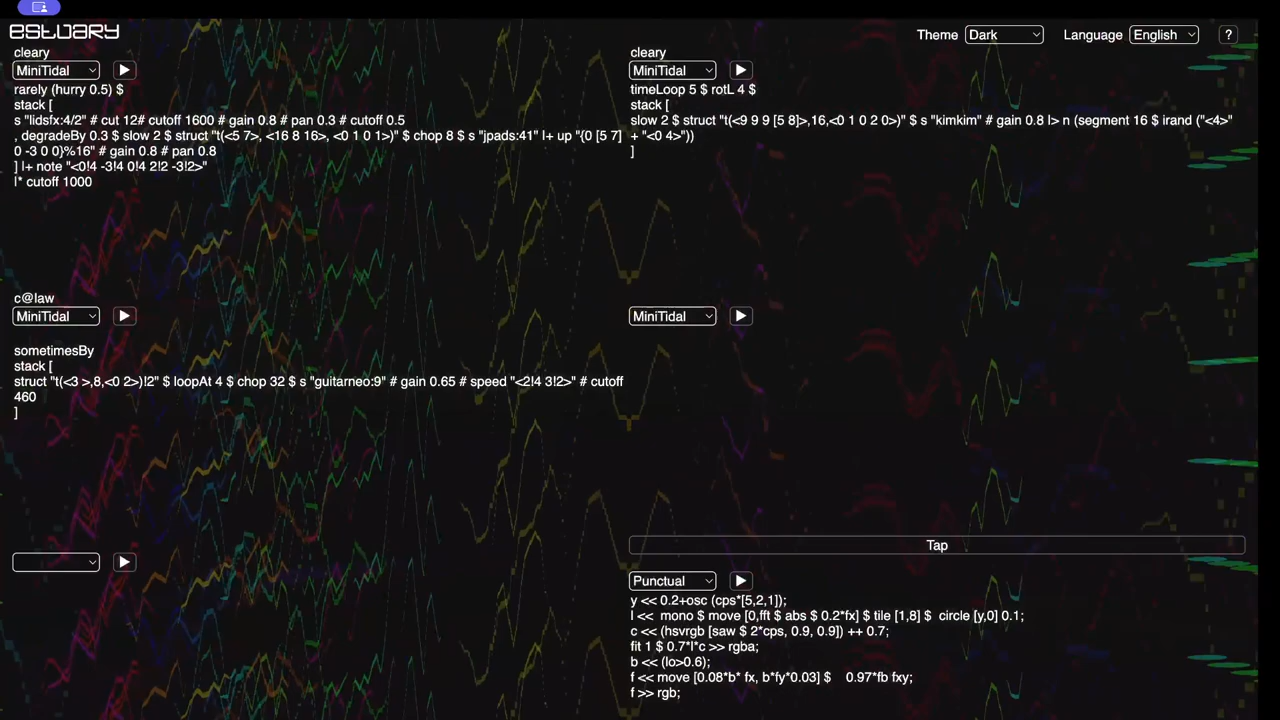 estuary
Theme Dark Language English ?
cleary
MiniTidal
rarely (hurry 0.5) $
stack [
s "lidsfx:4/2" # cut 12# cutoff 1600 # gain 0.8 # pan 0.3 # cutoff 0.5
, degradeBy 0.3 $ slow 2 $ struct "t(<5 7>, <16 8 16>, <0 1 0 1>)" $ chop 8 $ s "jpads:41" |+ up "{0 [5 7]
0 -3 0 0}%16" # gain 0.8 # pan 0.8
] |+ note "<0!4 -3!4 0!4 2!2 -3!2>"
|* cutoff 1000
cleary
MiniTidal
timeLoop 5 $ rotL 4 $
stack [
slow 2 $ struct "t(<9 9 9 [5 8]>,16,<0 1 0 2 0>)" $ s "kimkim" # gain 0.8 |> n (segment 16 $ irand ("<4>"
+ "<0 4>"))
]
c@law
MiniTidal
sometimesBy
stack [
struct "t(<3 >,8,<0 2>)!2" $ loopAt 4 $ chop 32 $ s "guitarneo:9" # gain 0.65 # speed "<2!4 3!2>" # cutoff
460
]
MiniTidal
Tap
Punctual
y << 0.2+osc (cps*[5,2,1]);
l << mono $ move [0,fft $ abs $ 0.2*fx] $ tile [1,8] $ circle [y,0] 0.1;
c << (hsvrgb [saw $ 2*cps, 0.9, 0.9]) ++ 0.7;
fit 1 $ 0.7*l*c >> rgba;
b << (lo>0.6);
f << move [0.08*b* fx, b*fy*0.03] $ 0.97*fb fxy;
f >> rgb;